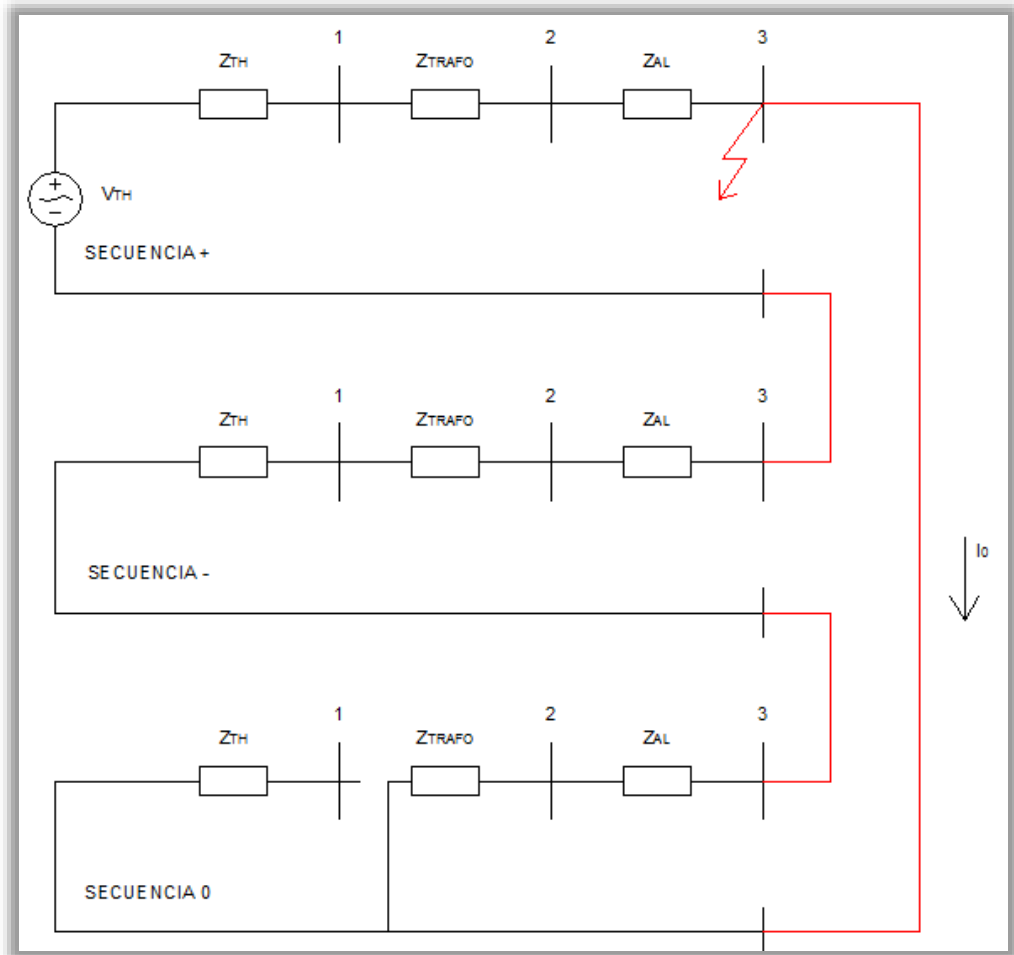 1 2 3
ZTH ZTRAFO ZAL
+
VTH
−
SECUENCIA +
1 2 3
ZTH ZTRAFO ZAL
I0
SECUENCIA -
1 2 3
ZTH ZTRAFO ZAL
SECUENCIA 0